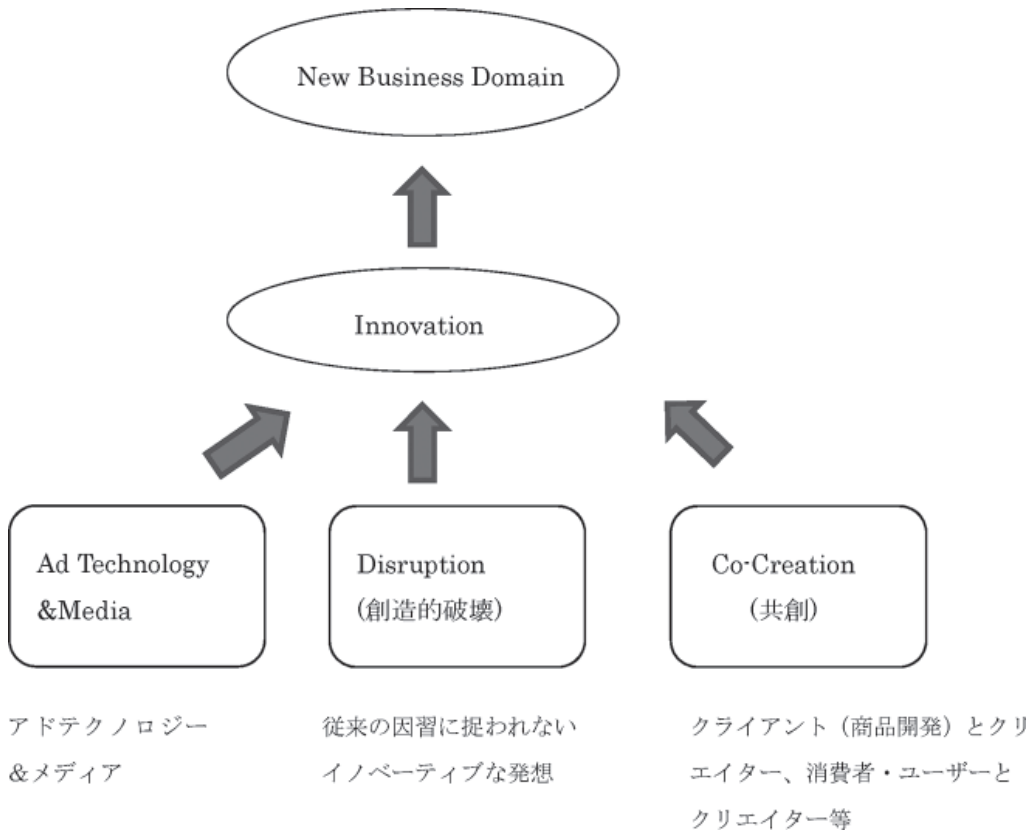 New Business Domain
Innovation
Ad Technology
&Media
Disruption
(創造的破壊)
Co-Creation
(共創)
アドテクノロジー
&メディア
従来の因習に捉われない
イノベーティブな発想
クライアント（商品開発）とクリ
エイター、消費者・ユーザーと
クリエイター等